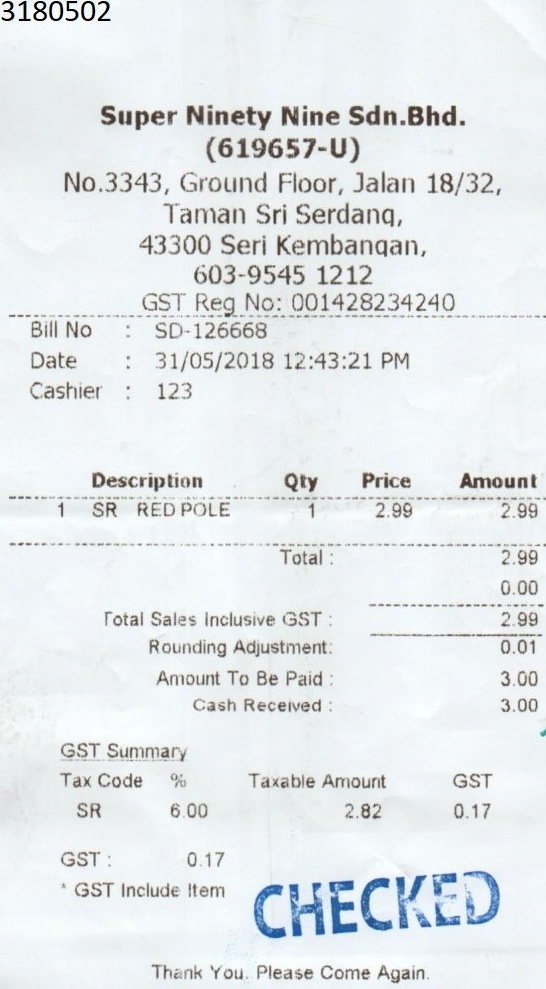 3180502
Super Ninety Nine Sdn.Bhd.
(619657-U)
No.3343, Ground Floor, Jalan 18/32,
Taman Sri Serdang,
43300 Seri Kembangan,
603-9545 1212
GST Reg No: 001428234240
Bill No : SD-126668
Date : 31/05/2018 12:43:21 PM
Cashier : 123
Description Qty Price Amount
1 SR RED POLE 1 2.99 2.99
Total : 2.99
0.00
Total Sales Inclusive GST : 2.99
Rounding Adjustment: 0.01
Amount To Be Paid : 3.00
Cash Received : 3.00
GST Summary
Tax Code % Taxable Amount GST
SR 6.00 2.82 0.17
GST : 0.17
* GST Include Item
CHECKED
Thank You. Please Come Again.